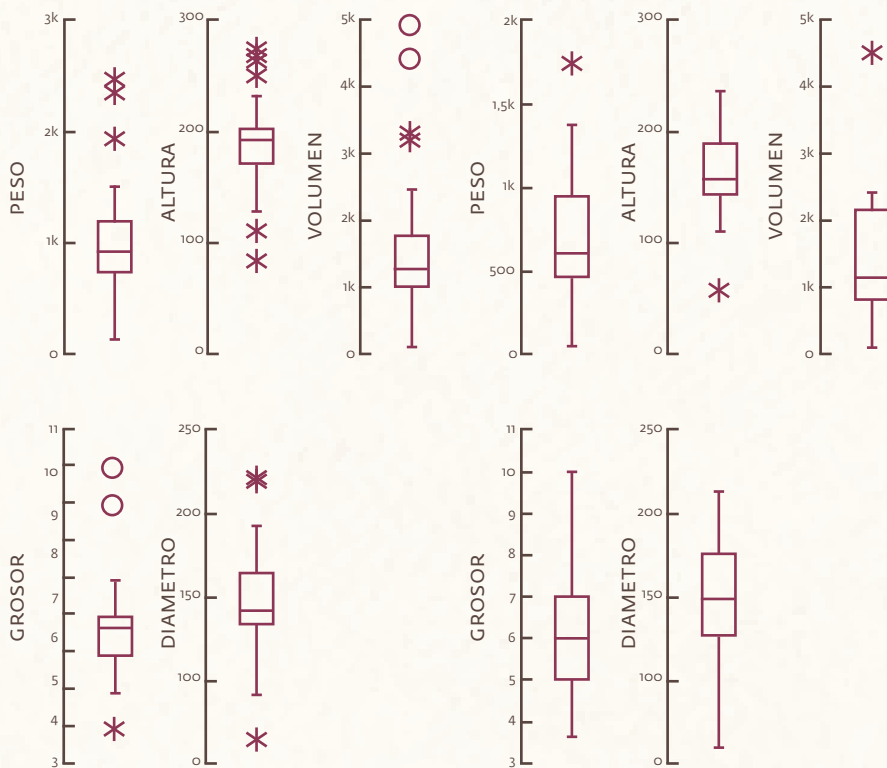 PESO
3k
2k
1k
0
ALTURA
300
200
100
0
VOLUMEN
5k
4k
3k
2k
1k
0
PESO
2k
1,5k
1k
500
0
ALTURA
300
200
100
0
VOLUMEN
5k
4k
3k
2k
1k
0
GROSOR
11
10
9
8
7
6
5
4
3
DIAMETRO
250
200
150
100
0
GROSOR
11
10
9
8
7
6
5
4
3
DIAMETRO
250
200
150
100
0